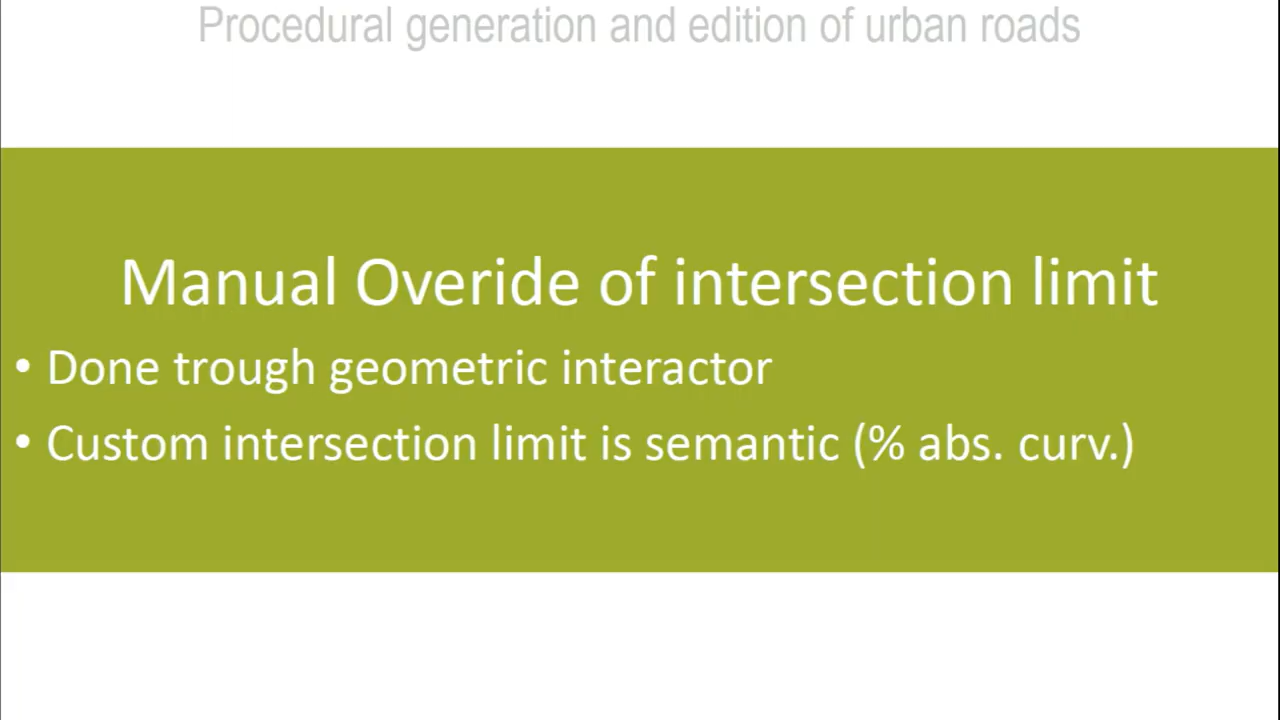 Procedural generation and edition of urban roads
Manual Overide of intersection limit
• Done trough geometric interactor
• Custom intersection limit is semantic (% abs. curv.)